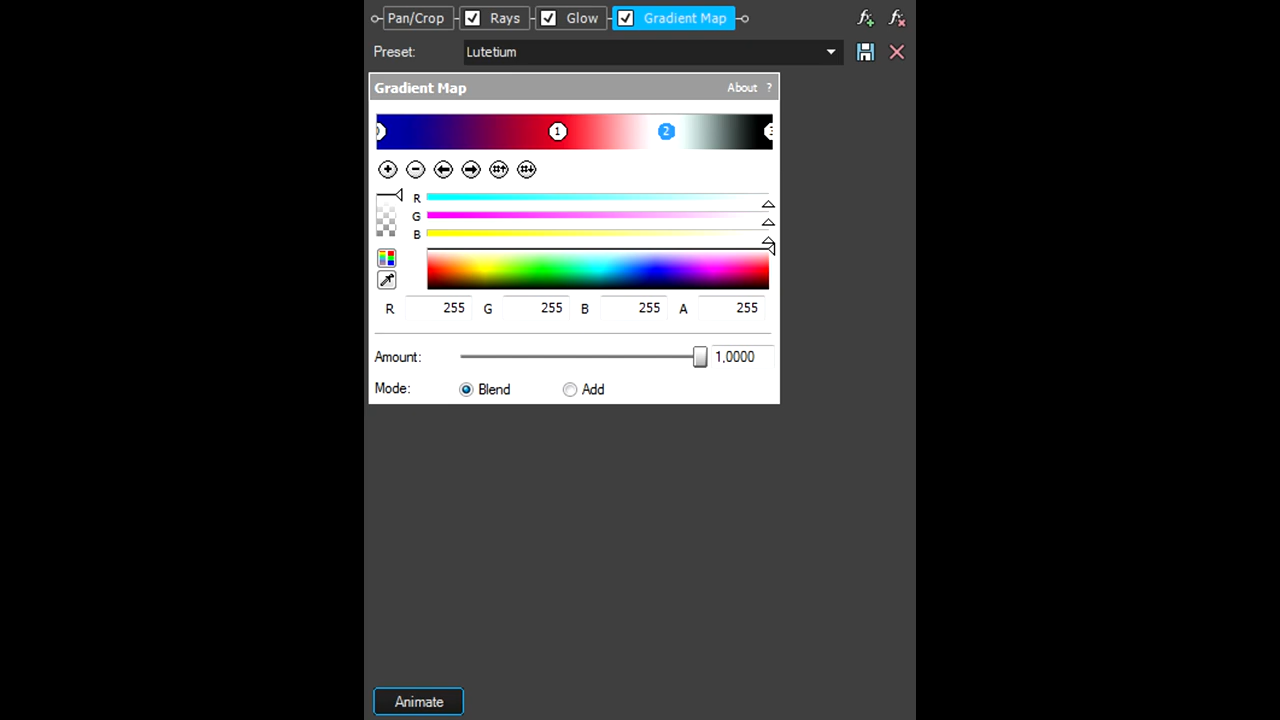 Pan/Crop Rays Glow Gradient Map
Preset: Lutetium
Gradient Map About ?
1 2
R
G
B
R 255 G 255 B 255 A 255
Amount: 1,0000
Mode: Blend Add
Animate